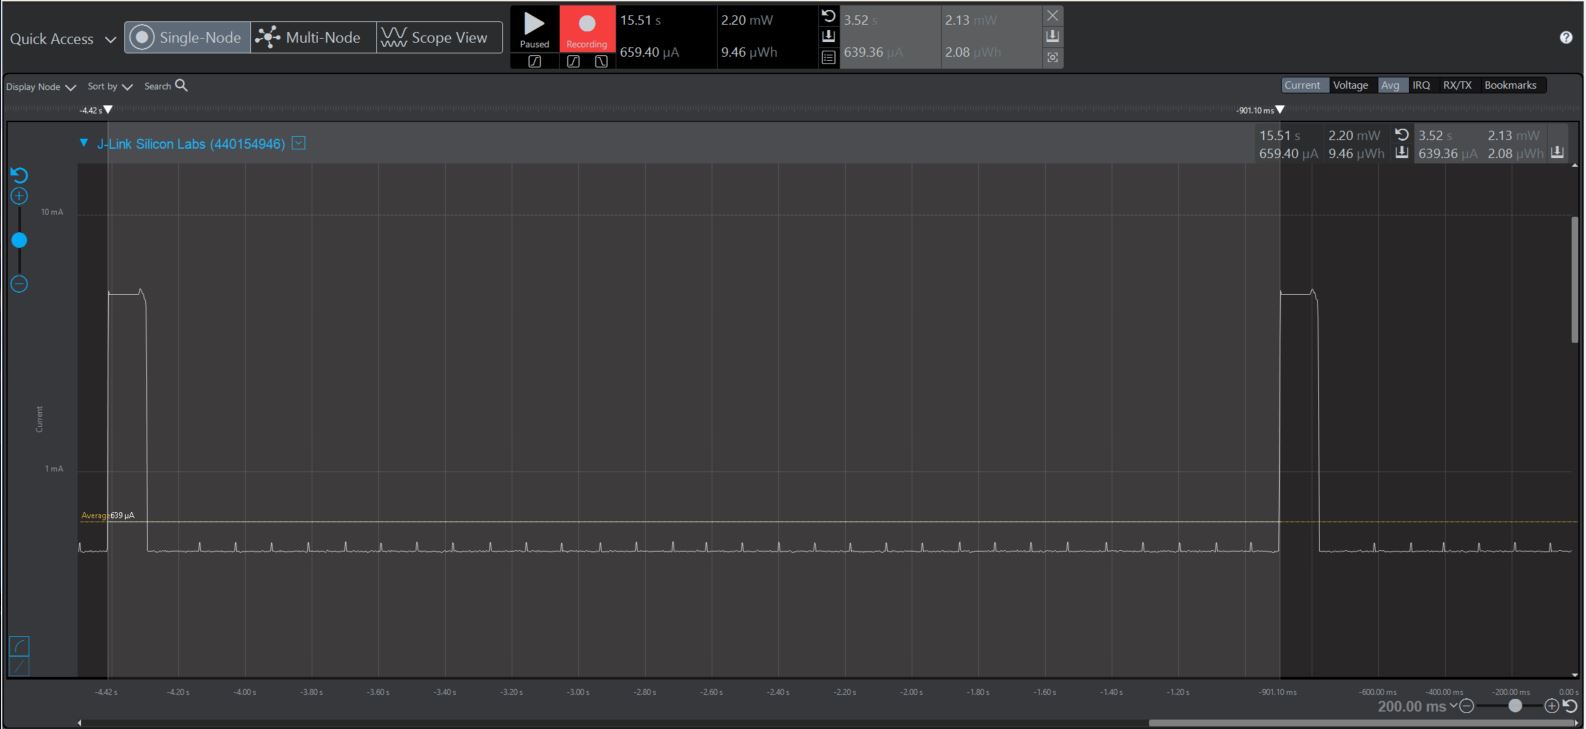 Quick Access
Single-Node
Multi-Node
Scope View
Paused
Recording
15.51 s
2.20 mW
659.40 µA
9.46 µWh
3.52 s
2.13 mW
639.36 µA
2.08 µWh
Display Node
Sort by
Search
Current
Voltage
Avg
IRQ
RX/TX
Bookmarks
-4.42 s
-901.10 ms
J-Link Silicon Labs (440154946)
15.51 s 2.20 mW 3.52 s 2.13 mW
659.40 µA 9.46 µWh 639.36 µA 2.08 µWh
10 mA
Current
1 mA
Average 639 µA
-4.42 s -4.20 s -4.00 s -3.80 s -3.60 s -3.40 s -3.20 s -3.00 s -2.80 s -2.60 s -2.40 s -2.20 s -2.00 s -1.80 s -1.60 s -1.40 s -1.20 s -901.10 ms -600.00 ms -400.00 ms -200.00 ms 0.00 s
200.00 ms